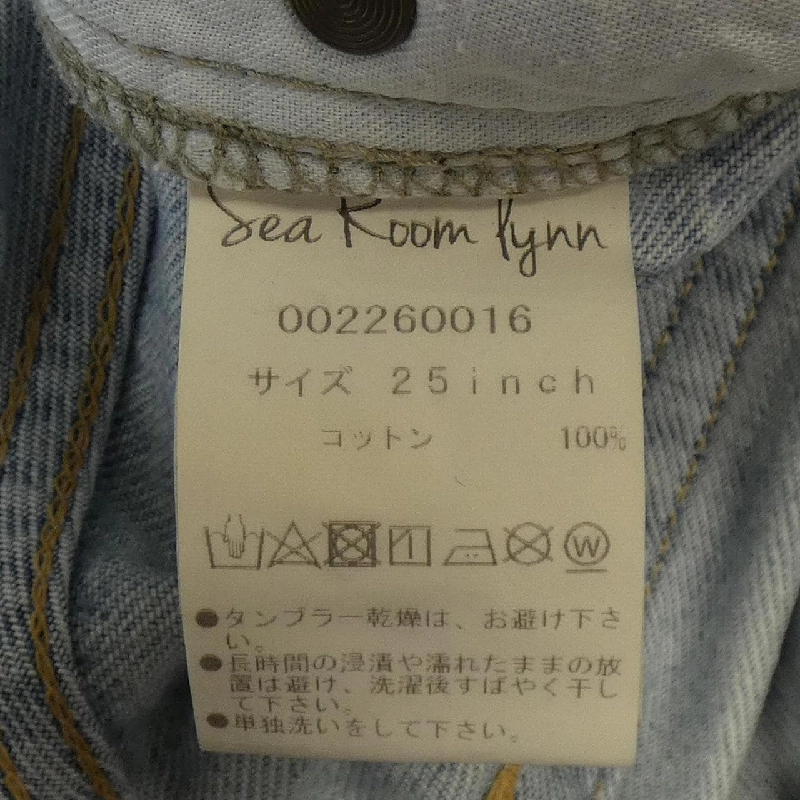 Sea Room lynn
002260016
サイズ 25inch
コットン 100%
W
●タンブラー乾燥は、お避け下さ
い。
●長時間の浸漬や濡れたままの放
置は避け、洗濯後すばやく干し
て下さい。
●単独洗いをして下さい。